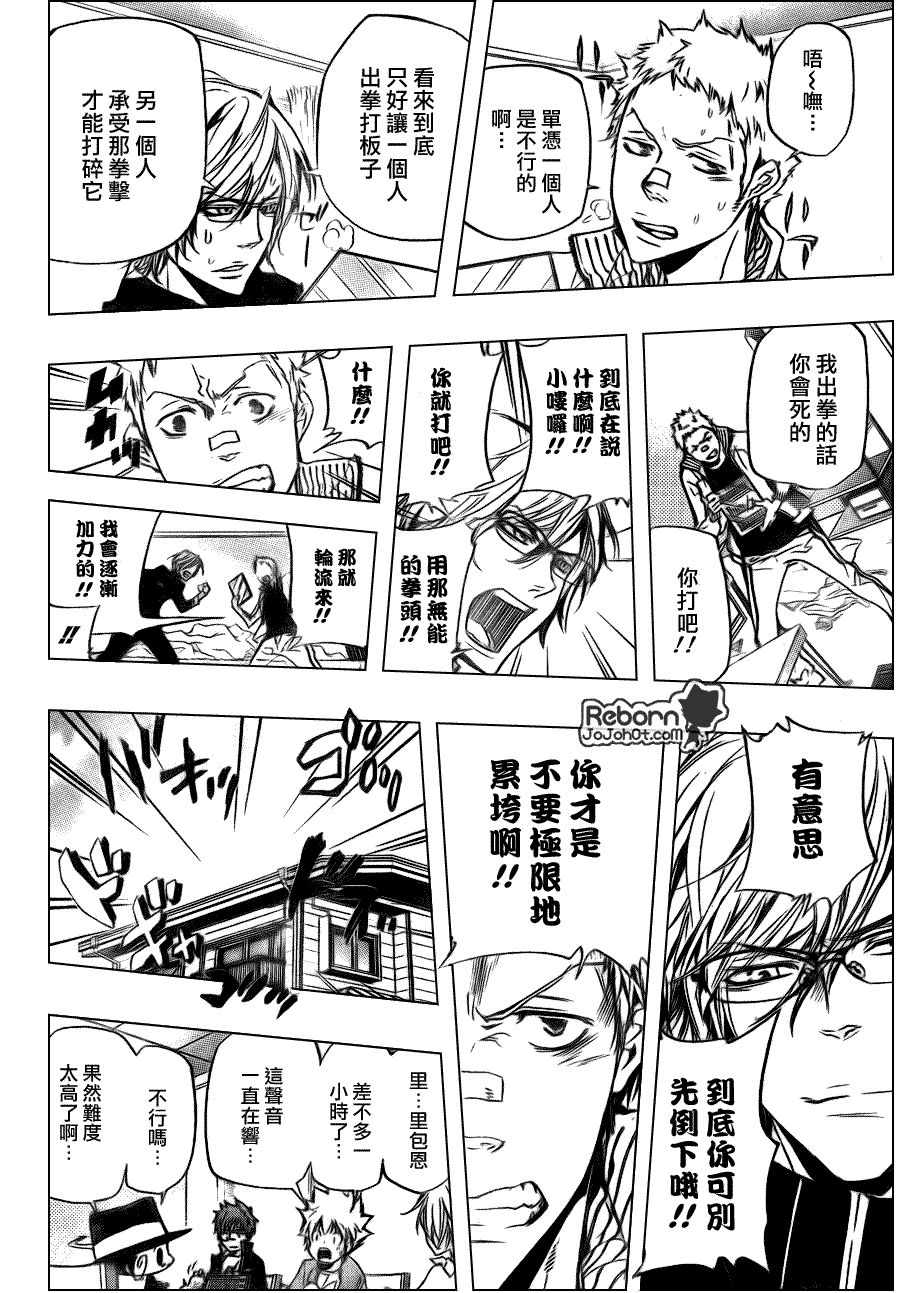 唔～嘸…
單憑一個人
是不行的
啊…
看來到底
只好讓一個人
出拳打板子
另一個人
承受那拳擊
才能打碎它
我出拳的話
你會死的
你打吧!!
到底在說
什麼啊!!
小嘍囉!!
你就打吧!!
用那無能
的拳頭!!
什麼!!
那就
輪流來!!
我會逐漸
加力的!!
!!
Reborn
JoJoHot.com
有意思
到底你可別
先倒下哦!!
你才是
不要極限地
累垮啊!!
里…里包恩
差不多一
小時了…
這聲音
一直在響…
不行嗎…
果然難度
太高了啊…